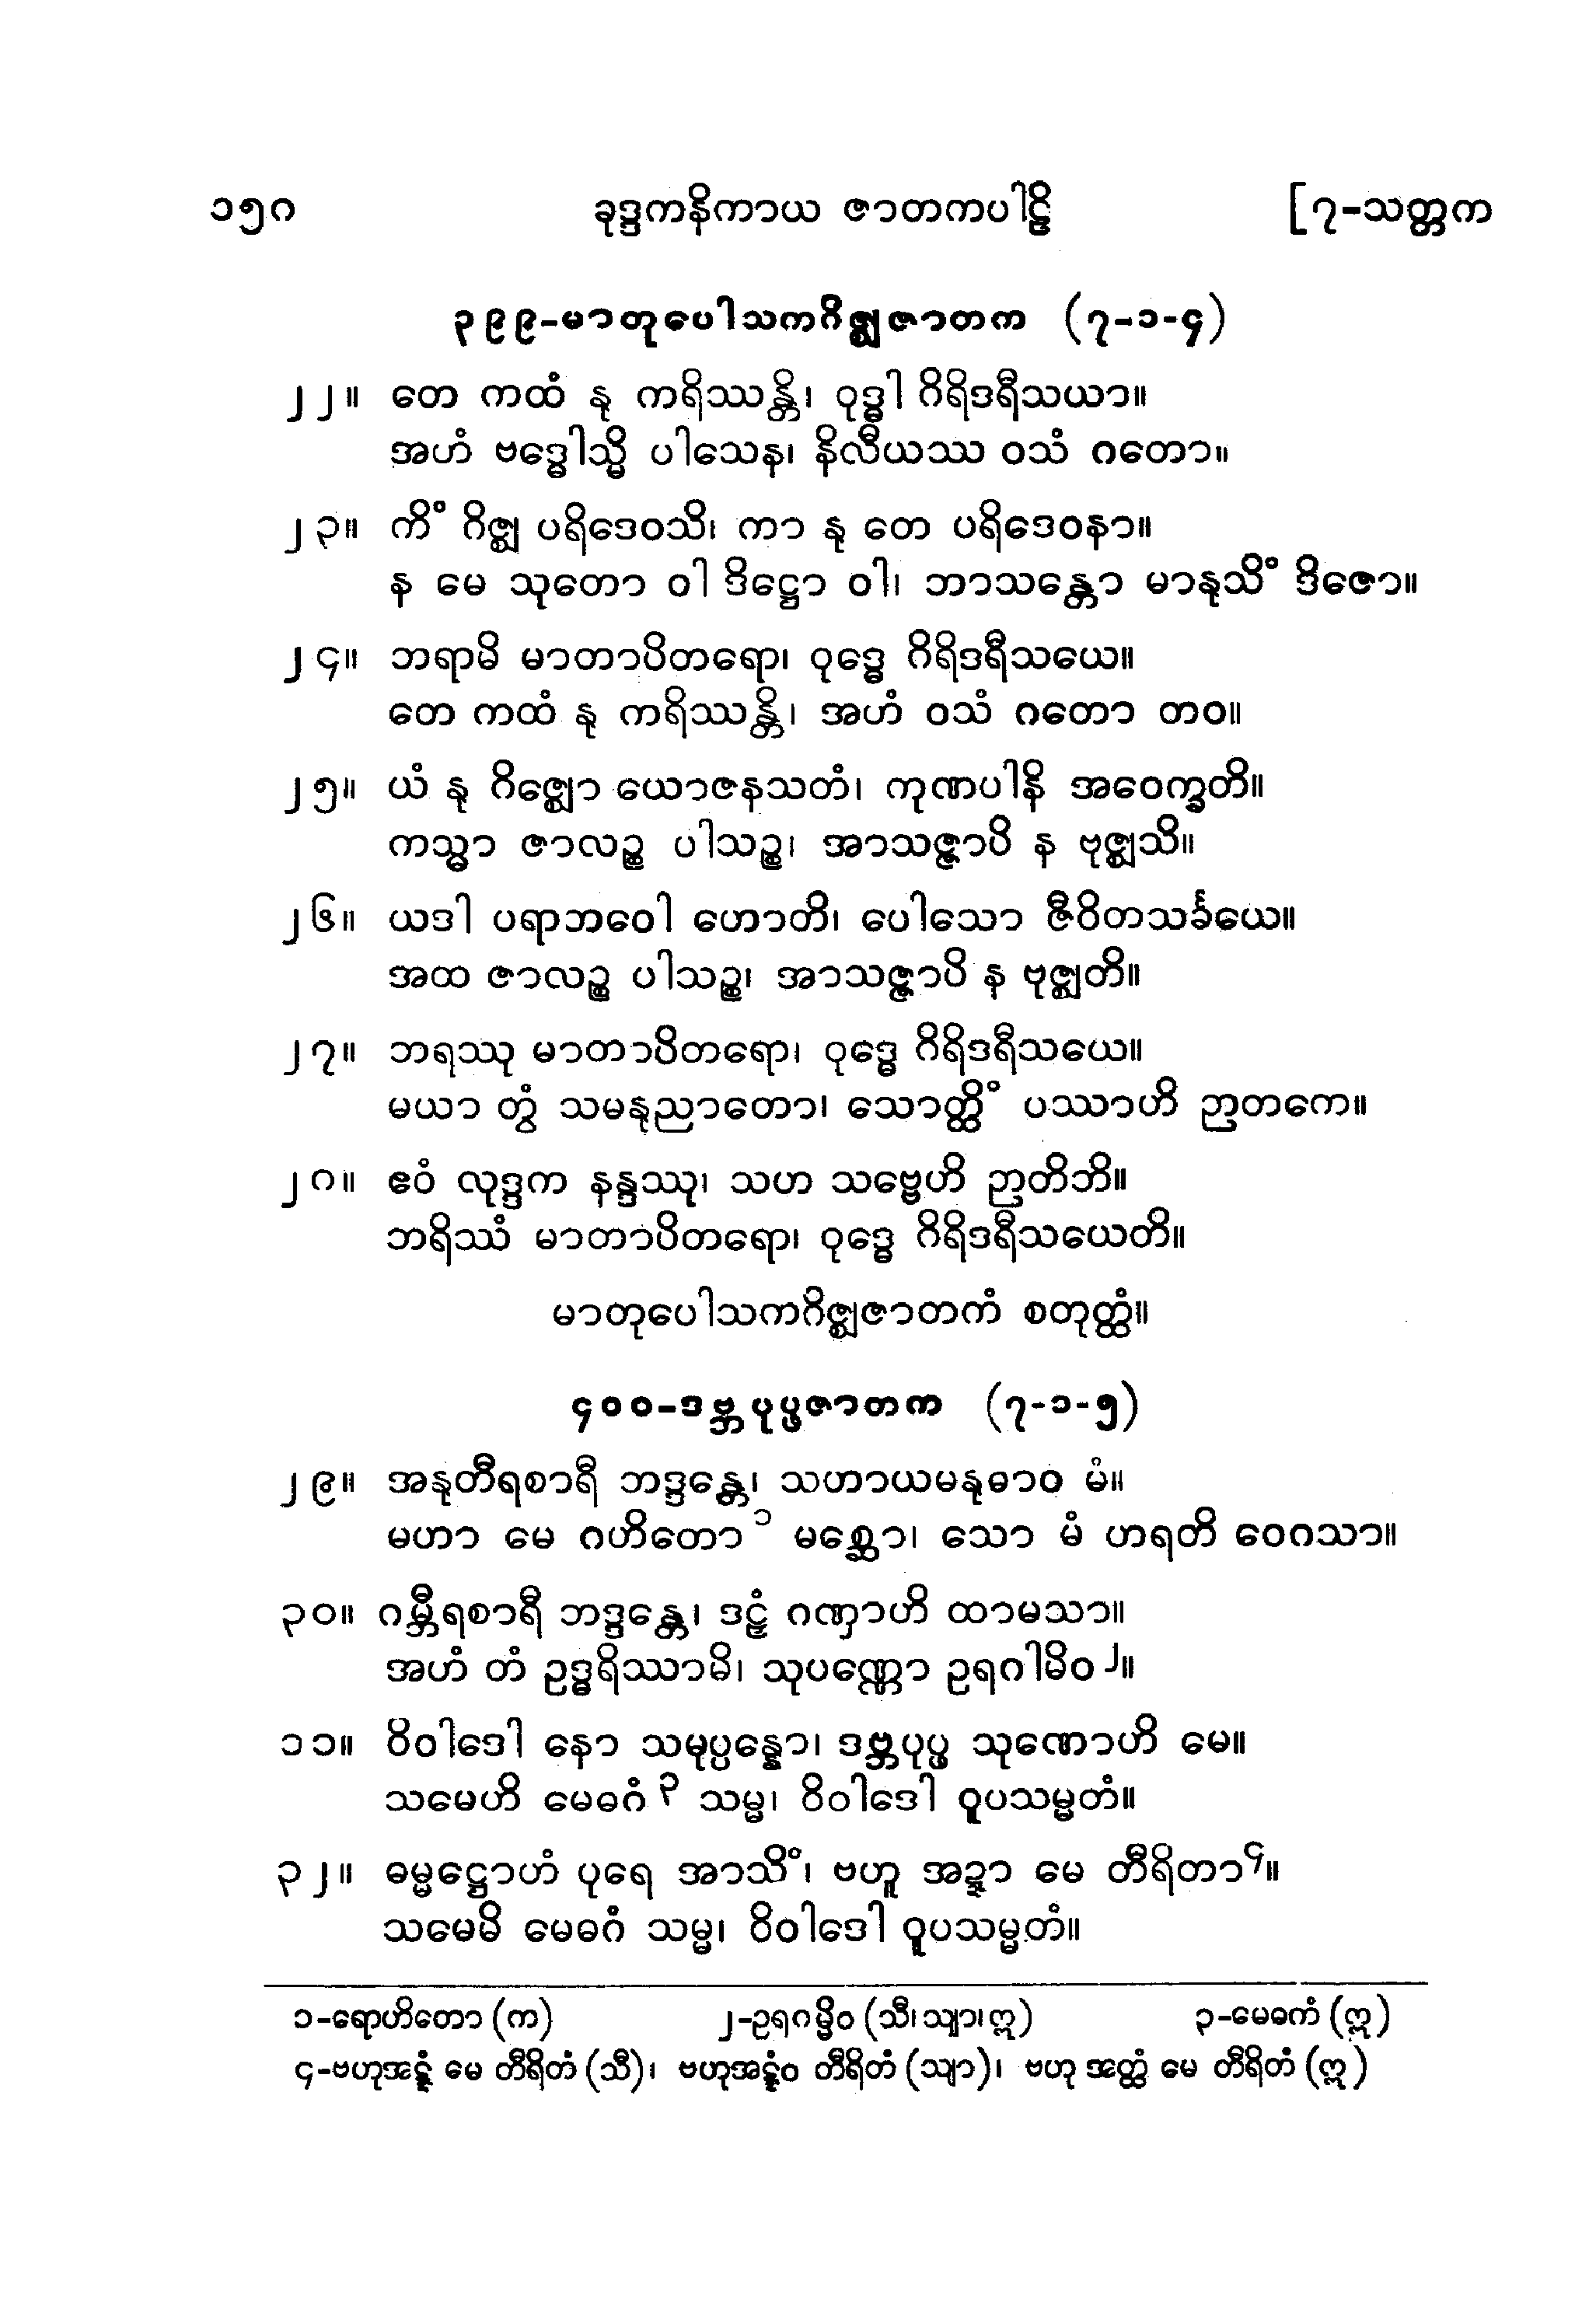 ၁၅၈ ခုဒ္ဒကနိကာယ ဇာတကပါဠိ [၇-သတ္တက
၃၉၉-မာတုပေါသကဂိဇ္ဈဇာတက (၇-၁-၄)
၂၂။ တေ ကထံ နု ကရိဿန္တိ၊ ဝုဒ္ဓါ ဂိရိဒရီသယာ။
အဟံ ဗဒ္ဓေါသ္မိ ပါသေန၊ နိလီယဿ ဝသံ ဂတော။
၂၃။ ကိံ ဂိဇ္ဈ ပရိဒေဝသိ၊ ကာ နု တေ ပရိဒေဝနာ။
န မေ သုတော ဝါ ဒိဋ္ဌော ဝါ၊ ဘာသန္တော မာနုသိံ ဒိဇော။
၂၄။ ဘရာမိ မာတာပိတရော၊ ဝုဒ္ဓေ ဂိရိဒရီသယေ။
တေ ကထံ နု ကရိဿန္တိ၊ အဟံ ဝသံ ဂတော တဝ။
၂၅။ ယံ နု ဂိဇ္ဈော ယောဇနသတံ၊ ကုဏပါနိ အဝေက္ခတိ။
ကသ္မာ ဇာလဉ္စ ပါသဉ္စ၊ အာသဇ္ဇာပိ န ဗုဇ္ဈသိ။
၂၆။ ယဒါ ပရာဘဝေါ ဟောတိ၊ ပေါသော ဇီဝိတသင်္ခယေ။
အထ ဇာလဉ္စ ပါသဉ္စ၊ အာသဇ္ဇာပိ န ဗုဇ္ဈတိ။
၂၇။ ဘရဿု မာတာပိတရော၊ ဝုဒ္ဓေ ဂိရိဒရီသယေ။
မယာ တွံ သမနုညာတော၊ သောတ္ထိံ ပဿာဟိ ဉာတကေ။
၂၈။ ဧဝံ လုဒ္ဒက နန္ဒဿု၊ သဟ သဗ္ဗေဟိ ဉာတိဘိ။
ဘရိဿံ မာတာပိတရော၊ ဝုဒ္ဓေ ဂိရိဒရီသယေတိ။
မာတုပေါသကဂိဇ္ဈဇာတကံ စတုတ္ထံ။
၄၀၀-ဒဗ္ဘပုပ္ဖဇာတက (၇-၁-၅)
၂၉။ အနုတီရစာရီ ဘဒ္ဒန္တေ၊ သဟာယမနုဓာဝ မံ။
မဟာ မေ ဂဟိတော ၁ မစ္ဆော၊ သော မံ ဟရတိ ဝေဂသာ။
၃၀။ ဂမ္ဘီရစာရီ ဘဒ္ဒန္တေ၊ ဒဠှံ ဂဏှာဟိ ထာမသာ။
အဟံ တံ ဥဒ္ဓရိဿာမိ၊ သုပဏ္ဏော ဥရဂါမိဝ ၂။
၁၁။ ဝိဝါဒေါ နော သမုပ္ပန္နော၊ ဒဗ္ဘပုပ္ဖ သုဏောဟိ မေ။
သမေဟိ မေဓဂံ ၃ သမ္မ၊ ဝိဝါဒေါ ဝူပသမ္မတံ။
၃၂။ ဓမ္မဋ္ဌောဟံ ပုရေ အာသိံ၊ ဗဟူ အဍ္ဍာ မေ တီရိတာ ၄။
သမေမိ မေဓဂံ သမ္မ၊ ဝိဝါဒေါ ဝူပသမ္မတံ။
၁-ရောဟိတော (က) ၂-ဥရဂမ္မိဝ (သီ၊ သျာ၊ ဣ) ၃-မေဓကံ (ဣ)
၄-ဗဟုအဋ္ဋံ မေ တီရိတံ (သီ)၊ ဗဟုအဋ္ဋံဝ တီရိတံ (သျာ)၊ ဗဟု အတ္ထံ မေ တီရိတံ (ဣ)